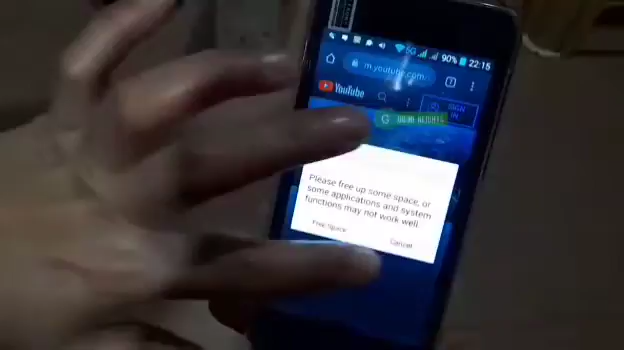 5G 90% 22:15
m.youtube.com
YouTube
SIGN
IN
Please free up some space, or
some applications and system
functions may not work well.
Free space Cancel